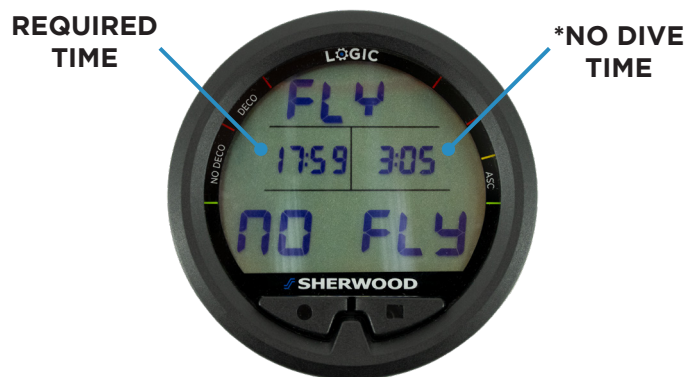 REQUIRED
TIME
*NO DIVE
TIME
LOGIC
FLY
DECO
NO DECO
17:59 3:05
ASC
NO FLY
SHERWOOD